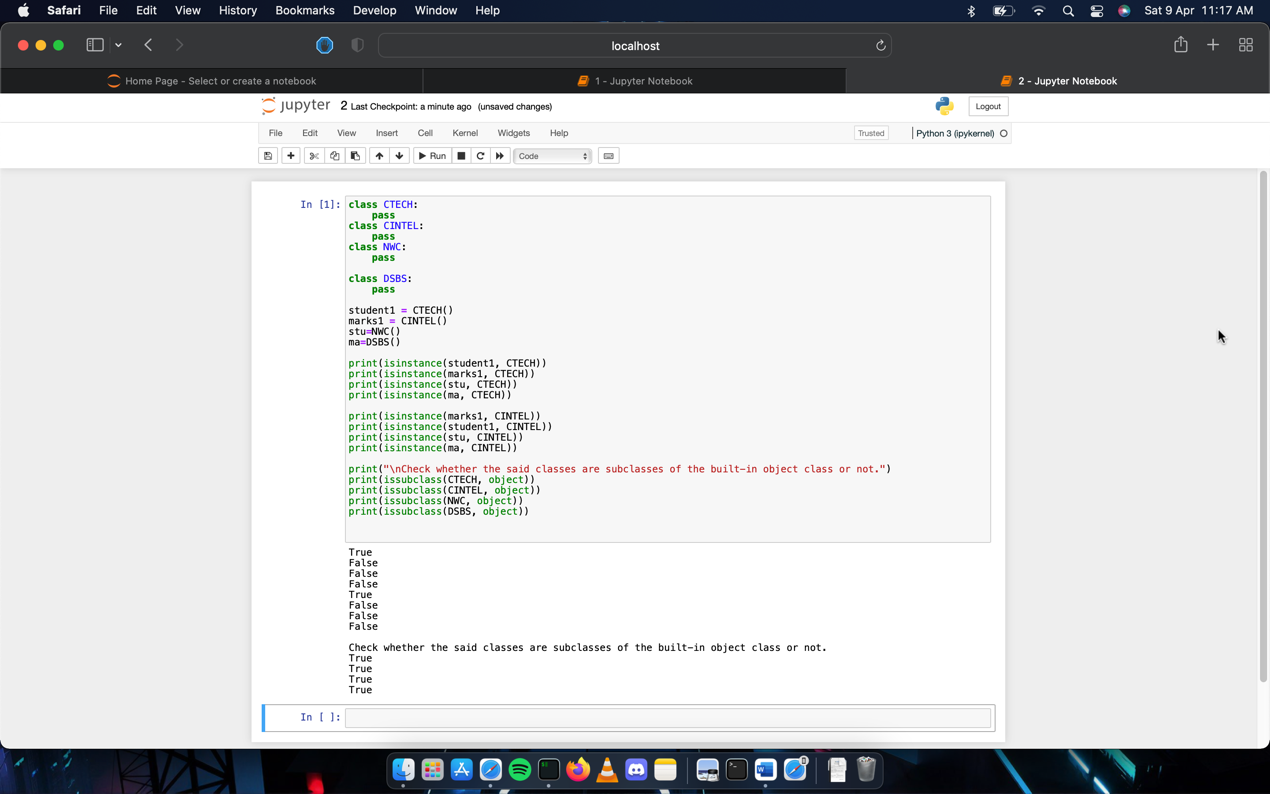 Safari File Edit View History Bookmarks Develop Window Help Sat 9 Apr 11:17 AM
localhost
Home Page - Select or create a notebook 1 - Jupyter Notebook 2 - Jupyter Notebook
jupyter 2 Last Checkpoint: a minute ago (unsaved changes) Logout
File Edit View Insert Cell Kernel Widgets Help Trusted Python 3 (ipykernel)
Run Code
In [1]: class CTECH:
    pass
class CINTEL:
    pass
class NWC:
    pass
class DSBS:
    pass
student1 = CTECH()
marks1 = CINTEL()
stu=NWC()
ma=DSBS()
print(isinstance(student1, CTECH))
print(isinstance(marks1, CTECH))
print(isinstance(stu, CTECH))
print(isinstance(ma, CTECH))
print(isinstance(marks1, CINTEL))
print(isinstance(student1, CINTEL))
print(isinstance(stu, CINTEL))
print(isinstance(ma, CINTEL))
print("\nCheck whether the said classes are subclasses of the built-in object class or not.")
print(issubclass(CTECH, object))
print(issubclass(CINTEL, object))
print(issubclass(NWC, object))
print(issubclass(DSBS, object))
True
False
False
False
True
False
False
False
Check whether the said classes are subclasses of the built-in object class or not.
True
True
True
True
In [ ]: